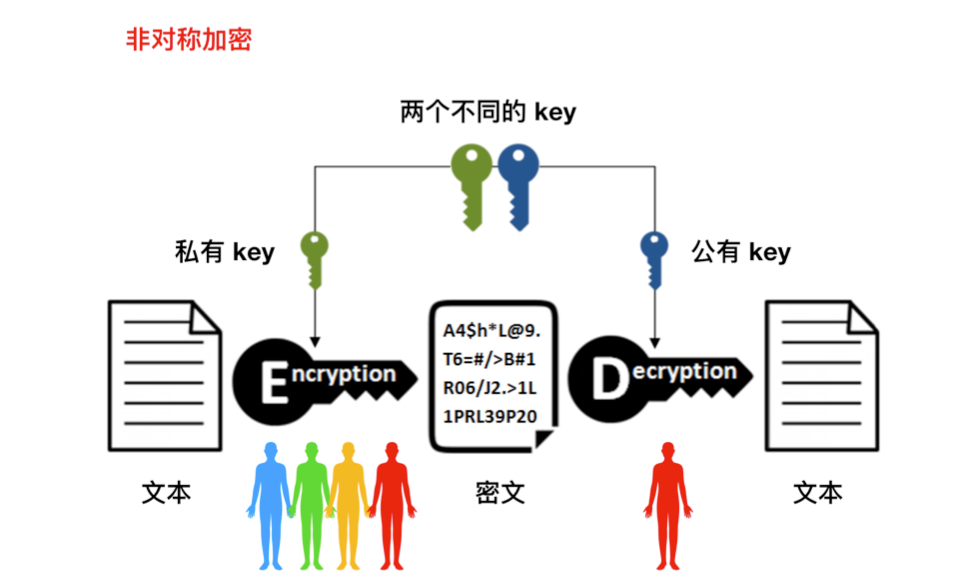 非对称加密
两个不同的 key
私有 key
公有 key
Encryption
A4$h*L@9.
T6=#/>B#1
R06/J2.>1L
1PRL39P20
Decryption
文本
密文
文本